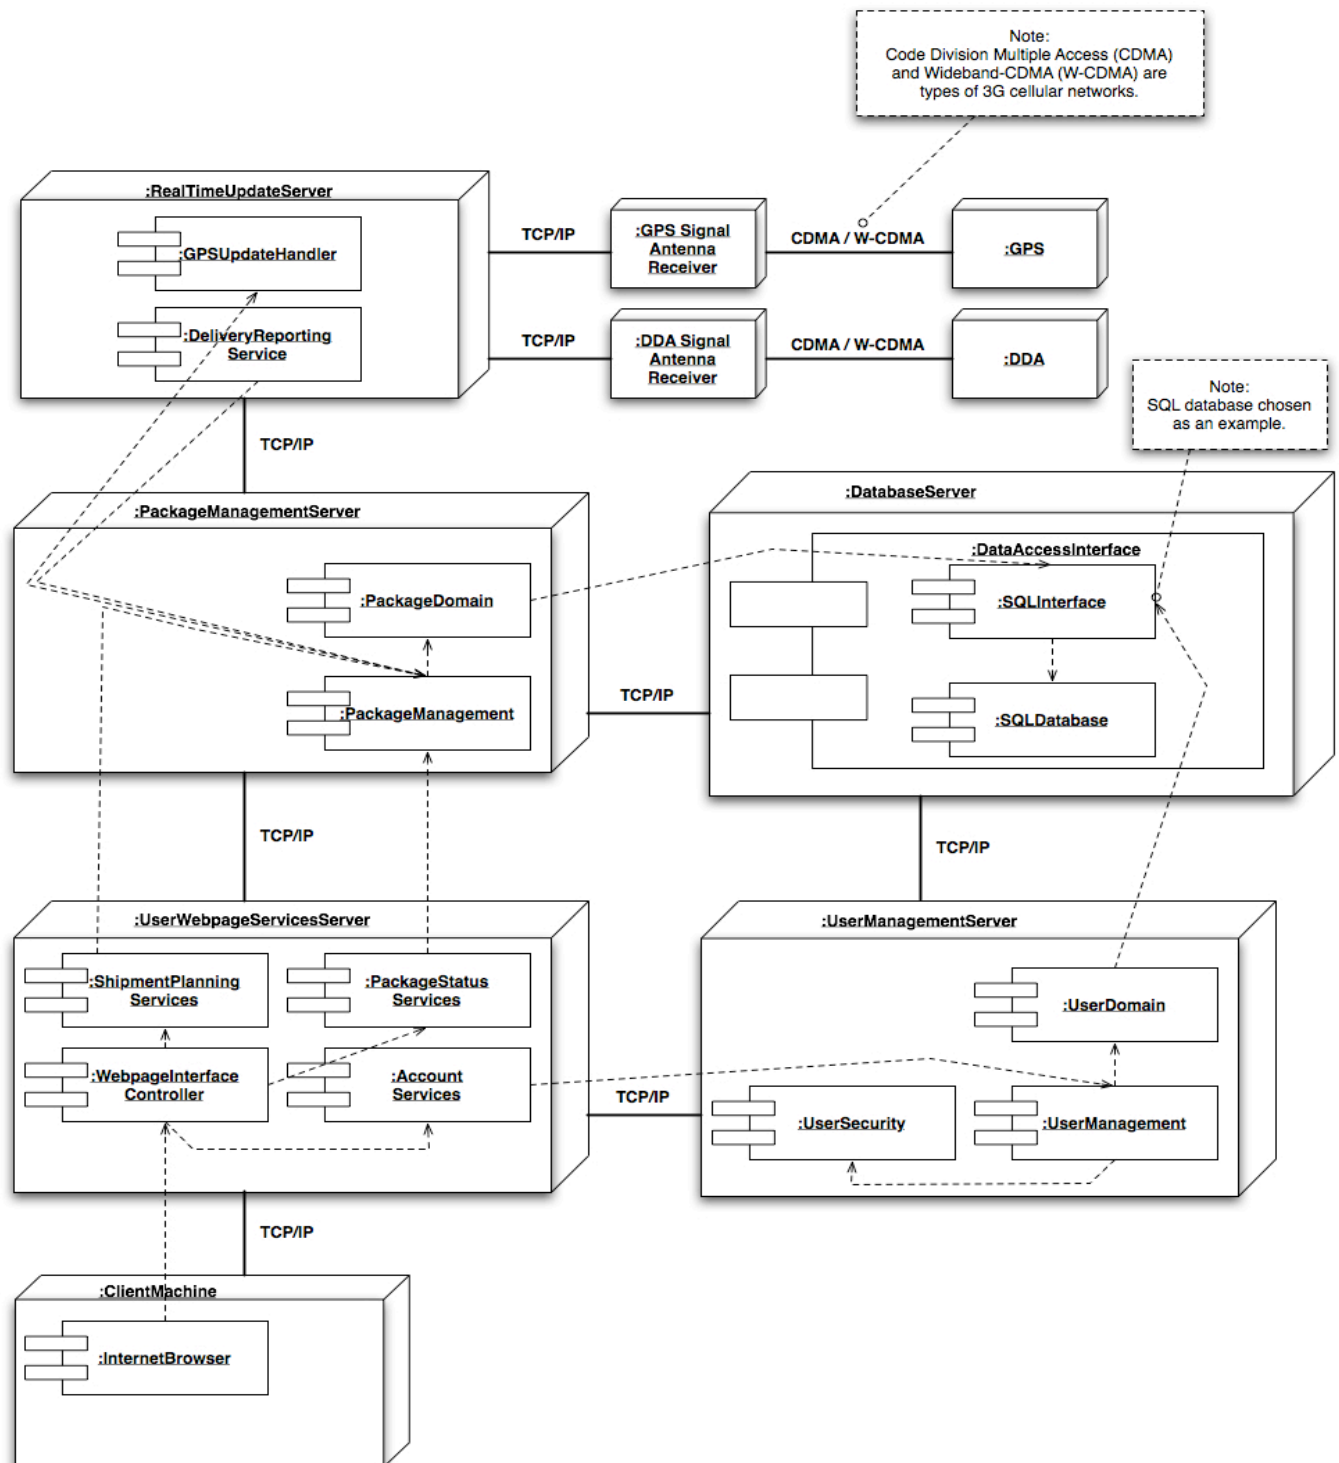 Note:
Code Division Multiple Access (CDMA)
and Wideband-CDMA (W-CDMA) are
types of 3G cellular networks.
:RealTimeUpdateServer
:GPSUpdateHandler
:DeliveryReporting
Service
TCP/IP
:GPS Signal
Antenna
Receiver
CDMA / W-CDMA
:GPS
TCP/IP
:DDA Signal
Antenna
Receiver
CDMA / W-CDMA
:DDA
Note:
SQL database chosen
as an example.
TCP/IP
:PackageManagementServer
:PackageDomain
:PackageManagement
TCP/IP
:DatabaseServer
:DataAccessInterface
:SQLInterface
:SQLDatabase
TCP/IP
TCP/IP
:UserWebpageServicesServer
:ShipmentPlanning
Services
:PackageStatus
Services
:WebpageInterface
Controller
:Account
Services
TCP/IP
:UserManagementServer
:UserDomain
:UserSecurity
:UserManagement
TCP/IP
:ClientMachine
:InternetBrowser